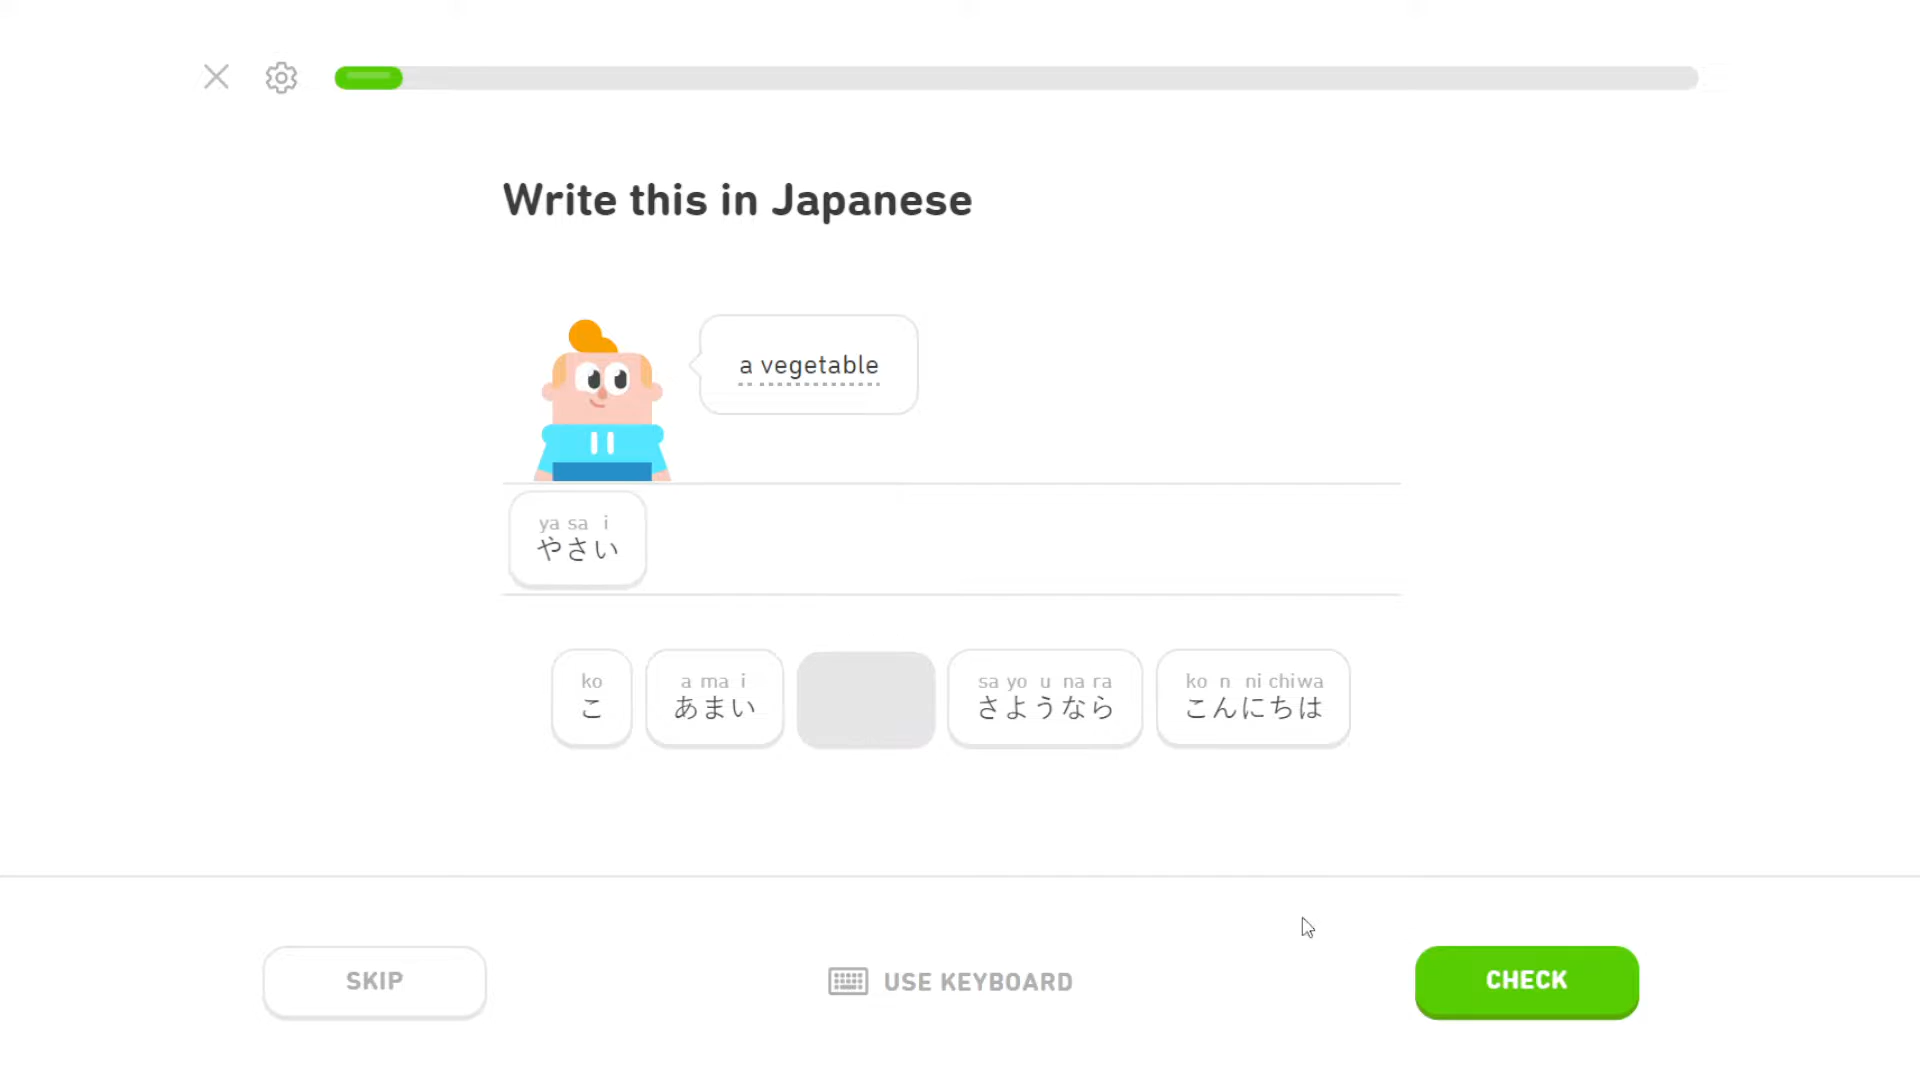 Write this in Japanese
a vegetable
ya sa i
やさい
ko
こ
a ma i
あまい
sa yo u na ra
さようなら
ko n ni chi wa
こんにちは
SKIP
USE KEYBOARD
CHECK